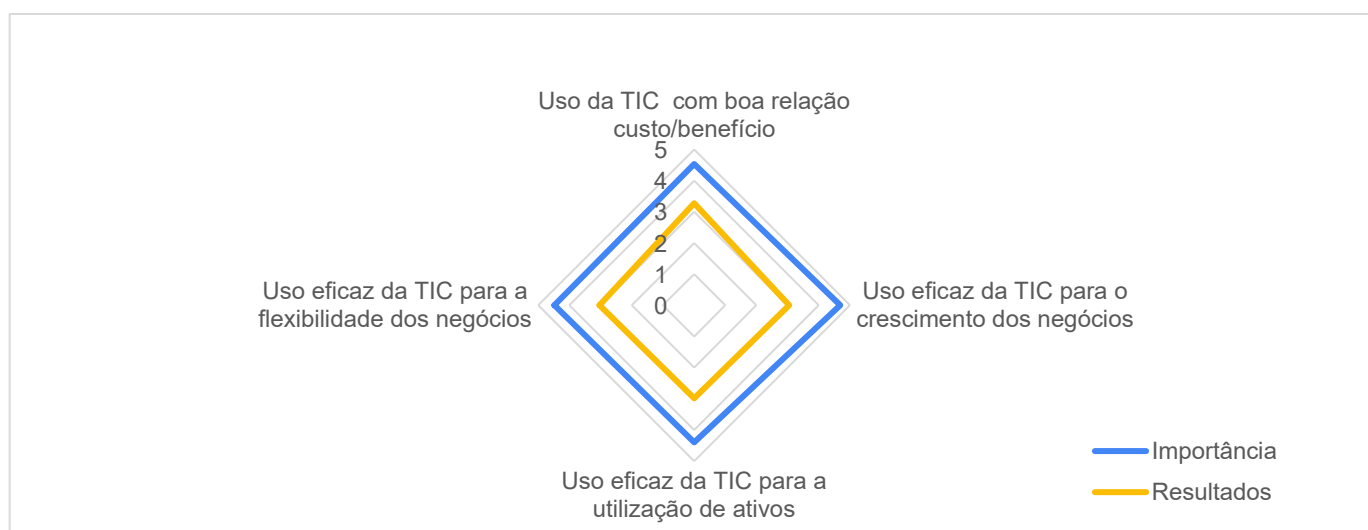 Uso da TIC  com boa relação
custo/benefício
5
4
3
2
1
0
Uso eficaz da TIC para a
flexibilidade dos negócios
Uso eficaz da TIC para o
crescimento dos negócios
Uso eficaz da TIC para a
utilização de ativos
Importância
Resultados